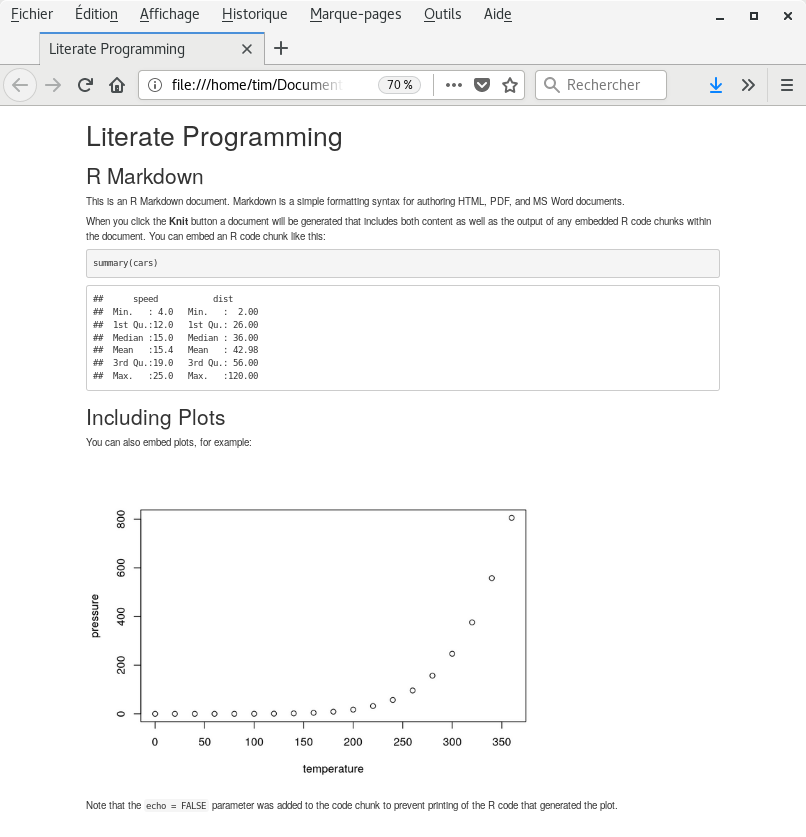 Fichier Édition Affichage Historique Marque-pages Outils Aide
Literate Programming
file:///home/tim/Document 70 % Rechercher
Literate Programming
R Markdown
This is an R Markdown document. Markdown is a simple formatting syntax for authoring HTML, PDF, and MS Word documents.
When you click the Knit button a document will be generated that includes both content as well as the output of any embedded R code chunks within
the document. You can embed an R code chunk like this:
summary(cars)
##      speed           dist
##  Min.   : 4.0   Min.   :  2.00
##  1st Qu.:12.0   1st Qu.: 26.00
##  Median :15.0   Median : 36.00
##  Mean   :15.4   Mean   : 42.98
##  3rd Qu.:19.0   3rd Qu.: 56.00
##  Max.   :25.0   Max.   :120.00
Including Plots
You can also embed plots, for example:
800
600
400
200
0
pressure
0 50 100 150 200 250 300 350
temperature
Note that the echo = FALSE parameter was added to the code chunk to prevent printing of the R code that generated the plot.